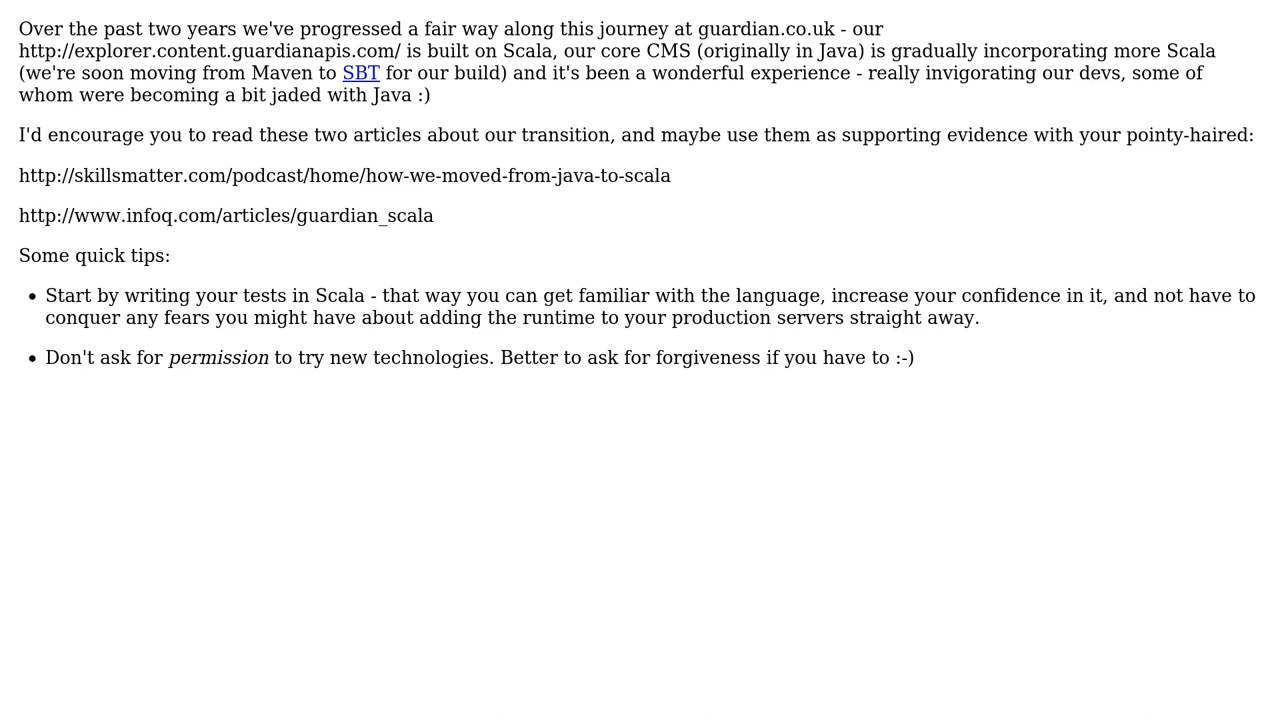 Over the past two years we've progressed a fair way along this journey at guardian.co.uk - our
http://explorer.content.guardianapis.com/ is built on Scala, our core CMS (originally in Java) is gradually incorporating more Scala
(we're soon moving from Maven to SBT for our build) and it's been a wonderful experience - really invigorating our devs, some of
whom were becoming a bit jaded with Java :)
I'd encourage you to read these two articles about our transition, and maybe use them as supporting evidence with your pointy-haired:
http://skillsmatter.com/podcast/home/how-we-moved-from-java-to-scala
http://www.infoq.com/articles/guardian_scala
Some quick tips:
• Start by writing your tests in Scala - that way you can get familiar with the language, increase your confidence in it, and not have to
conquer any fears you might have about adding the runtime to your production servers straight away.
• Don't ask for permission to try new technologies. Better to ask for forgiveness if you have to :-)